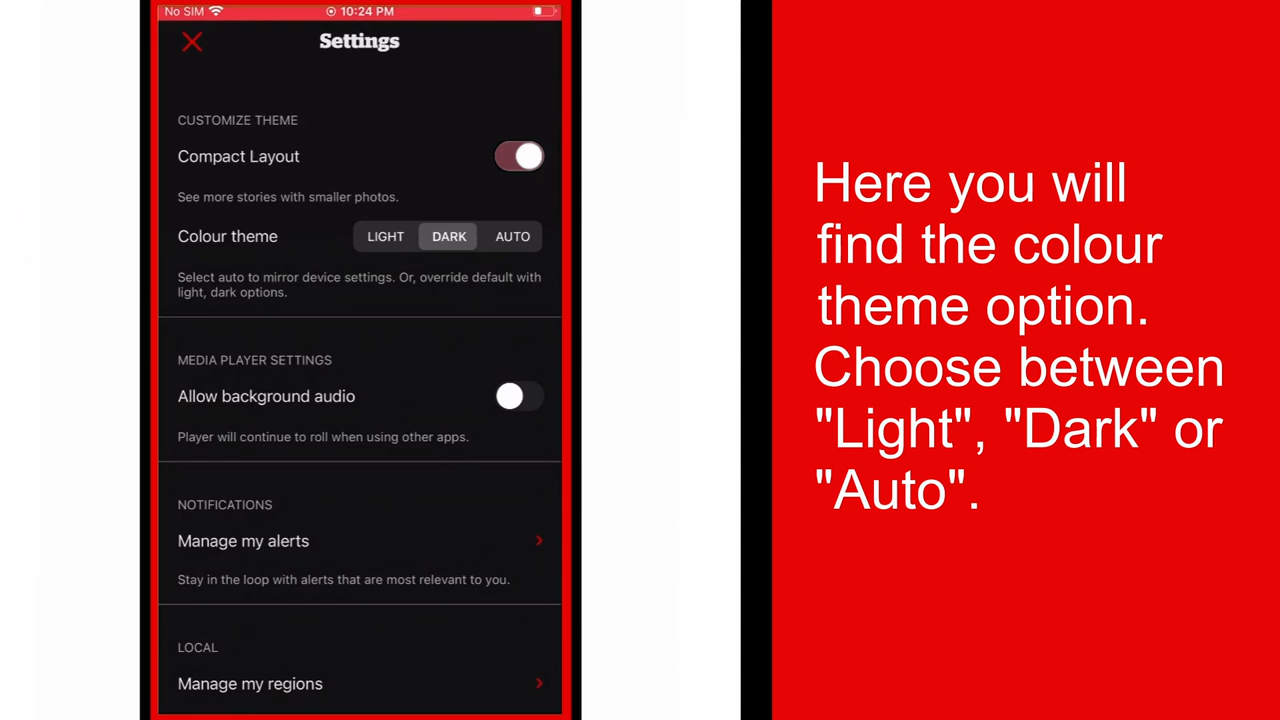 No SIM 10:24 PM
Settings
CUSTOMIZE THEME
Compact Layout
See more stories with smaller photos.
Colour theme LIGHT DARK AUTO
Select auto to mirror device settings. Or, override default with
light, dark options.
MEDIA PLAYER SETTINGS
Allow background audio
Player will continue to roll when using other apps.
NOTIFICATIONS
Manage my alerts
Stay in the loop with alerts that are most relevant to you.
LOCAL
Manage my regions
Here you will
find the colour
theme option.
Choose between
"Light", "Dark" or
"Auto".